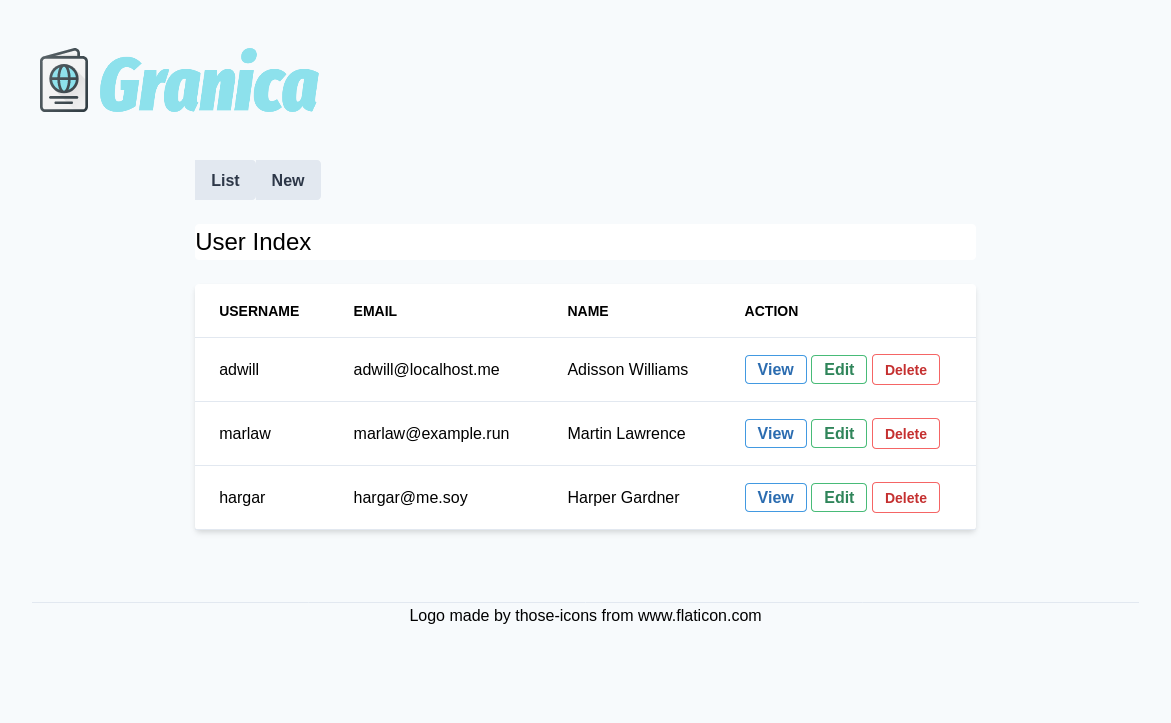 Granica
List New
User Index
USERNAME EMAIL NAME ACTION
adwill adwill@localhost.me Adisson Williams View Edit Delete
marlaw marlaw@example.run Martin Lawrence View Edit Delete
hargar hargar@me.soy Harper Gardner View Edit Delete
Logo made by those-icons from www.flaticon.com